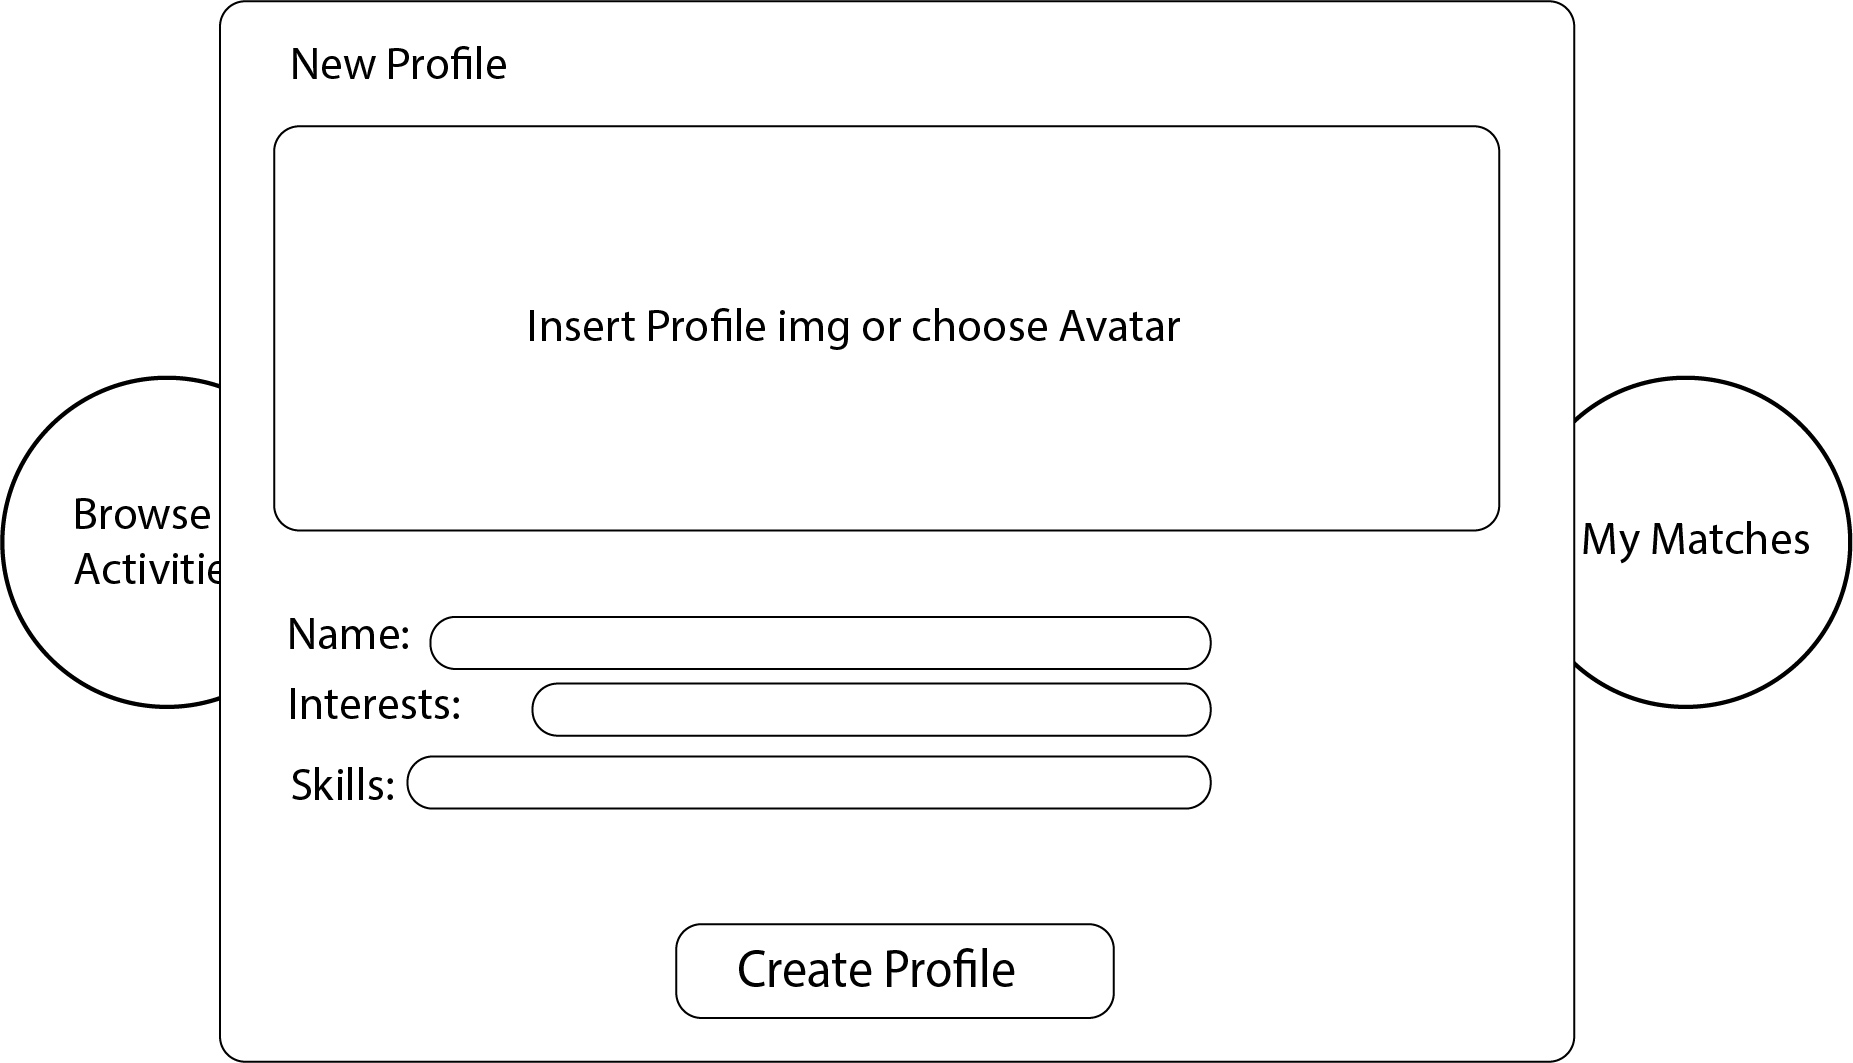 New Profile
Insert Profile img or choose Avatar
Browse
Activitie
My Matches
Name:
Interests:
Skills:
Create Profile